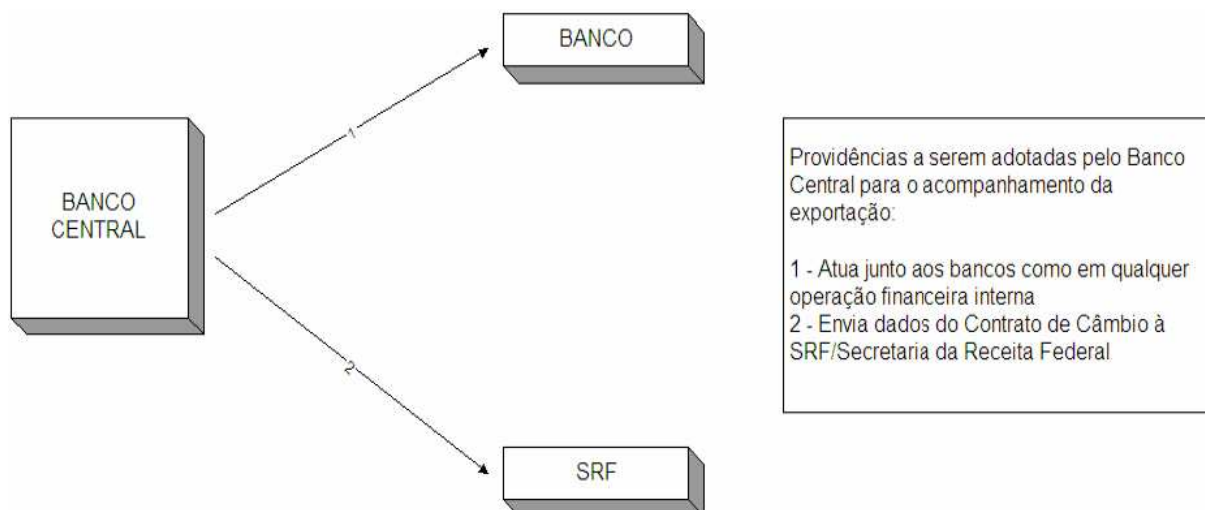 BANCO
1
BANCO
CENTRAL
2
SRF
Providências a serem adotadas pelo Banco
Central para o acompanhamento da
exportação:
1 - Atua junto aos bancos como em qualquer
operação financeira interna
2 - Envia dados do Contrato de Câmbio à
SRF/Secretaria da Receita Federal